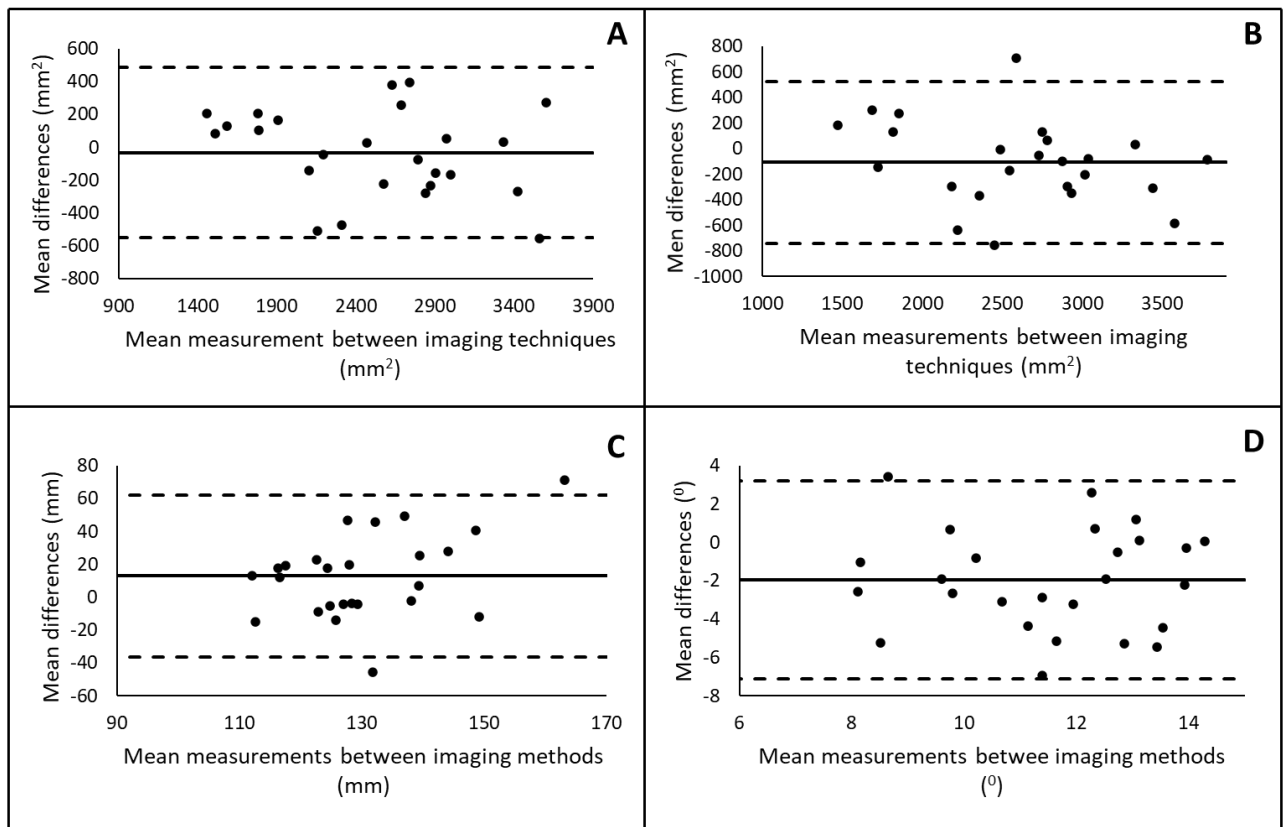 A
Mean differences (mm²)
600
400
200
0
-200
-400
-600
-800
900 1400 1900 2400 2900 3400 3900
Mean measurement between imaging techniques
(mm²)
B
Men diferences (mm²)
800
600
400
200
0
-200
-400
-600
-800
-1000
1000 1500 2000 2500 3000 3500
Mean measurements between imaging
techniques (mm²)
C
Mean differences (mm)
80
60
40
20
0
-20
-40
-60
90 110 130 150 170
Mean measurements between imaging methods
(mm)
D
Mean differences (⁰)
4
2
0
-2
-4
-6
-8
6 8 10 12 14
Mean measurements betwee imaging methods
(⁰)